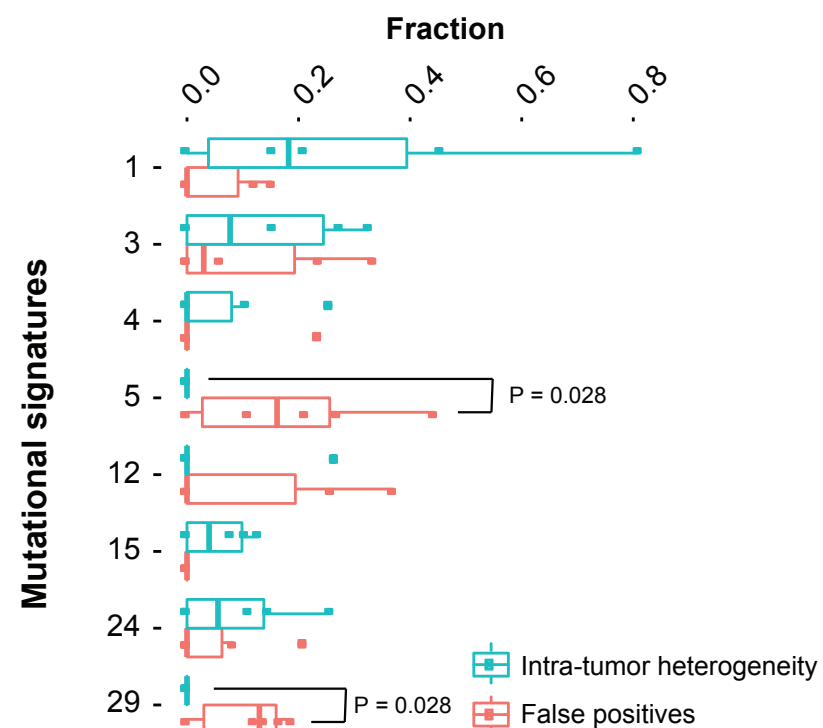 Fraction
0.0 0.2 0.4 0.6 0.8
Mutational signatures
1 -
3 -
4 -
5 -
P = 0.028
12 -
15 -
24 -
Intra-tumor heterogeneity
29 -
P = 0.028
False positives